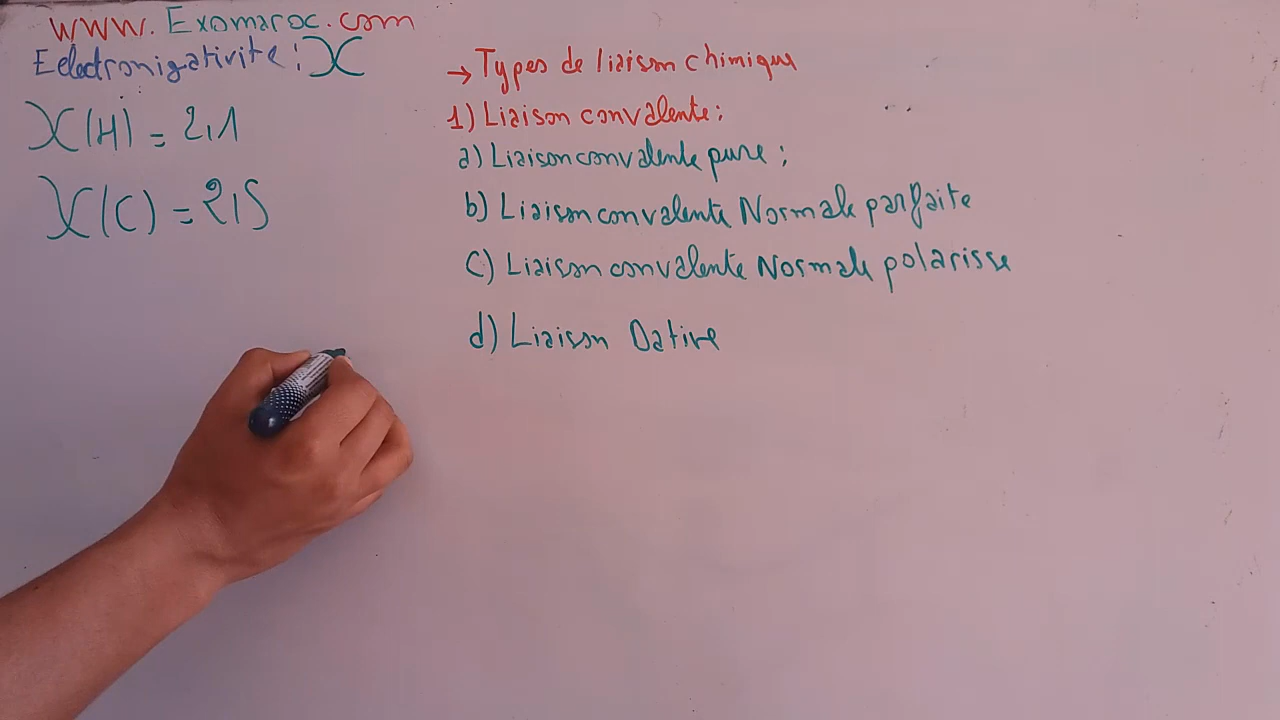 www.Exomaroc.com
Eelectronigativite : X
X(H) = 2,1
X(C) = 2,5
→ Types de liaison chimique
1) Liaison convalente :
a) Liaison convalente pure ;
b) Liaison convalente Normale parfaite
C) Liaison convalente Normale polarisse
d) Liaison Dative